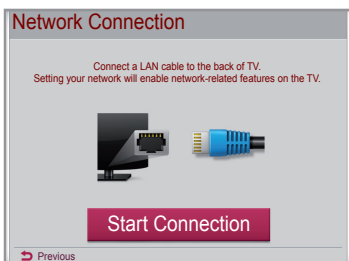 Network Connection
Connect a LAN cable to the back of TV.
Setting your network will enable network-related features on the TV.
Start Connection
Previous